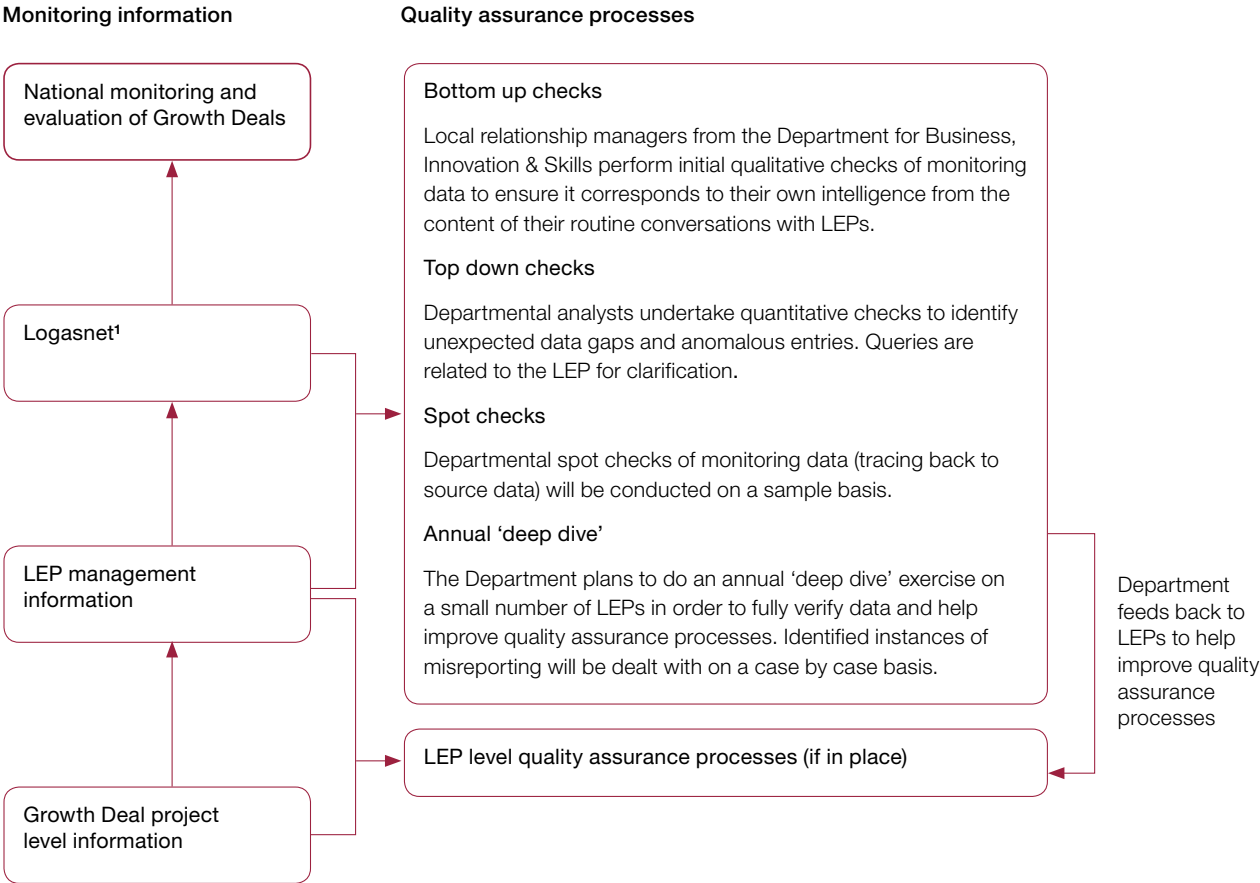 Monitoring information
Quality assurance processes
National monitoring and
evaluation of Growth Deals
Logasnet¹
LEP management
information
Growth Deal project
level information
Bottom up checks
Local relationship managers from the Department for Business,
Innovation & Skills perform initial qualitative checks of monitoring
data to ensure it corresponds to their own intelligence from the
content of their routine conversations with LEPs.
Top down checks
Departmental analysts undertake quantitative checks to identify
unexpected data gaps and anomalous entries. Queries are
related to the LEP for clarification.
Spot checks
Departmental spot checks of monitoring data (tracing back to
source data) will be conducted on a sample basis.
Annual ‘deep dive’
The Department plans to do an annual ‘deep dive’ exercise on
a small number of LEPs in order to fully verify data and help
improve quality assurance processes. Identified instances of
misreporting will be dealt with on a case by case basis.
LEP level quality assurance processes (if in place)
Department
feeds back to
LEPs to help
improve quality
assurance
processes